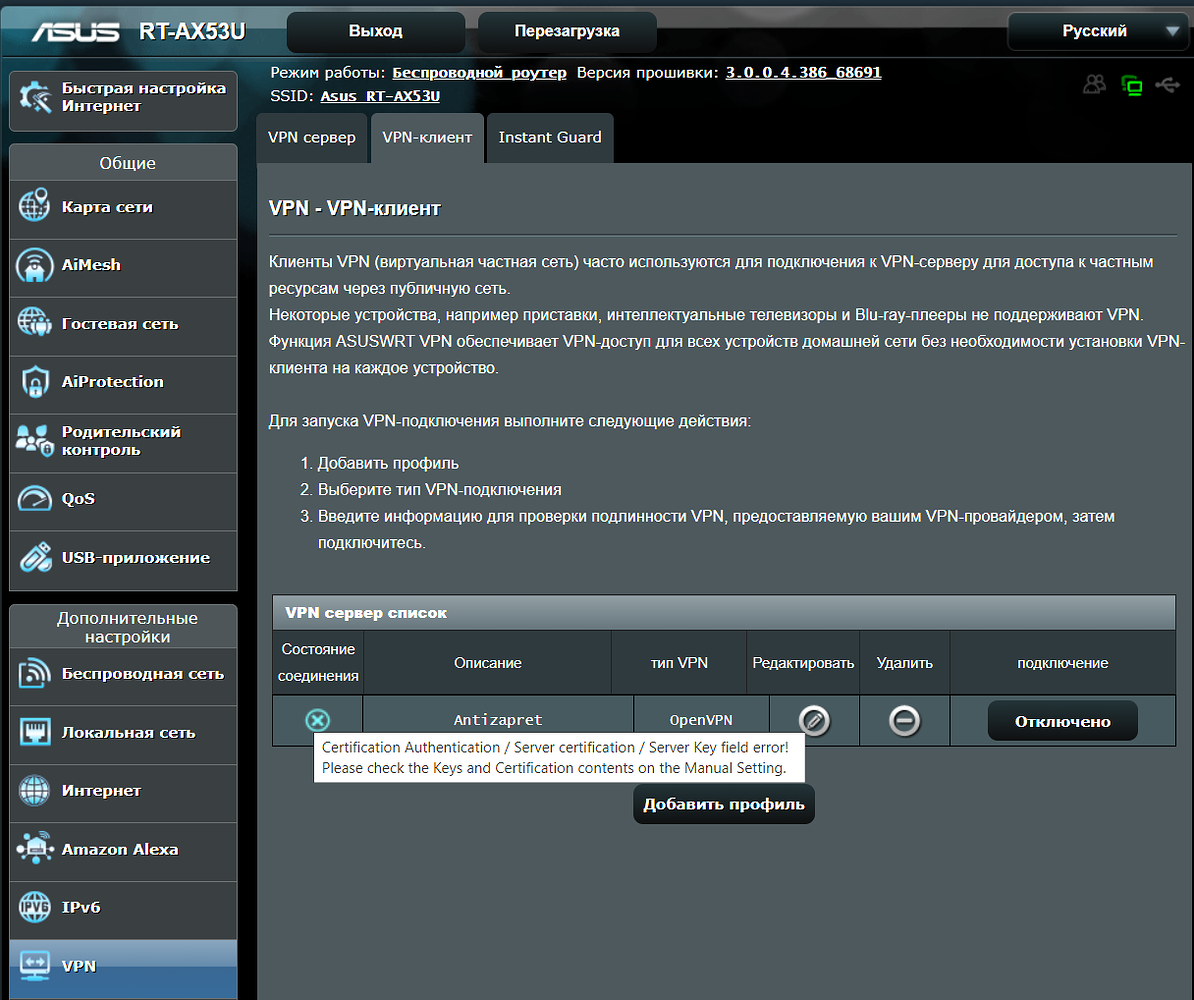 ASUS RT-AX53U Выход Перезагрузка Русский
Режим работы: Беспроводной роутер Версия прошивки: 3.0.0.4.386_68691
SSID: Asus_RT-AX53U
Быстрая настройка
Интернет
Общие
Карта сети
AiMesh
Гостевая сеть
AiProtection
Родительский
контроль
QoS
USB-приложение
Дополнительные
настройки
Беспроводная сеть
Локальная сеть
Интернет
Amazon Alexa
IPV6
IPv6
VPN
VPN сервер VPN-клиент Instant Guard
VPN - VPN-клиент
Клиенты VPN (виртуальная частная сеть) часто используются для подключения к VPN-серверу для доступа к частным
ресурсам через публичную сеть.
Некоторые устройства, например приставки, интеллектуальные телевизоры и Blu-ray-плееры не поддерживают VPN.
Функция ASUSWRT VPN обеспечивает VPN-доступ для всех устройств домашней сети без необходимости установки VPN-
клиента на каждое устройство.
Для запуска VPN-подключения выполните следующие действия:
1. Добавить профиль
2. Выберите тип VPN-подключения
3. Введите информацию для проверки подлинности VPN, предоставляемую вашим VPN-провайдером, затем
подключитесь.
VPN сервер список
Состояние
соединения
Описание тип VPN Редактировать Удалить подключение
Antizapret OpenVPN Отключено
Certification Authentication / Server certification / Server Key field error!
Please check the Keys and Certification contents on the Manual Setting.
Добавить профиль